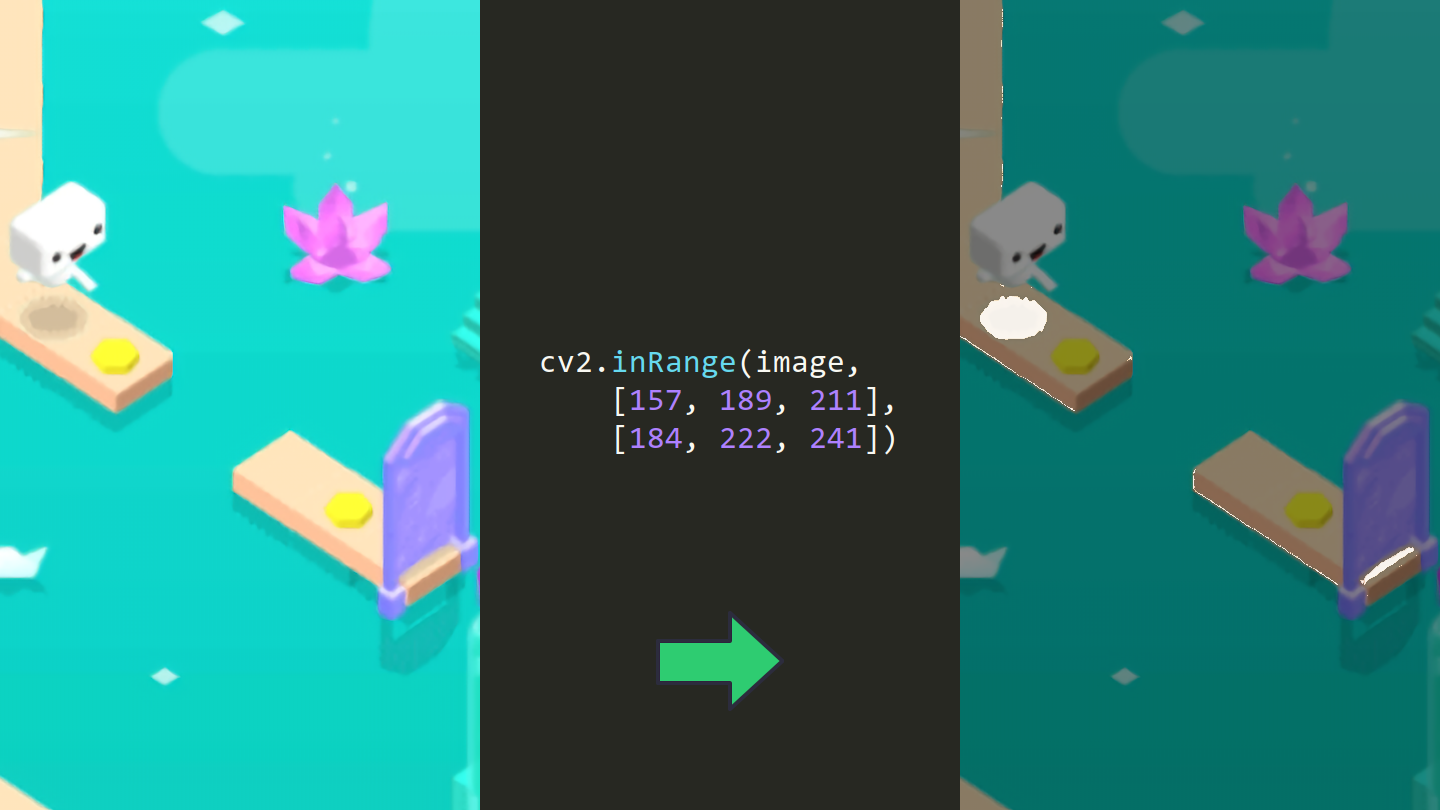 cv2.inRange(image,
[157, 189, 211],
[184, 222, 241])